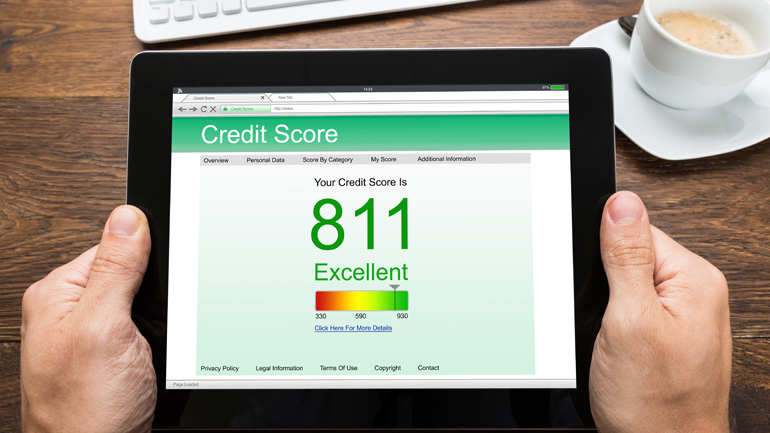 14:23
87%
Credit Score
New Tab
Credit Score
http://www
Credit Score
Overview Personal Data Score By Category My Score Additional Information
Your Credit Score Is
811
Excellent
330 590 930
Click Here For More Details
Privacy Policy Legal Information Terms Of Use Copyright Contact
Page Loaded